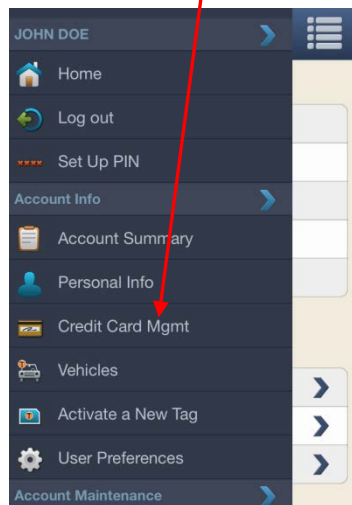 JOHN DOE
Home
Log out
Set Up PIN
Account Info
Account Summary
Personal Info
Credit Card Mgmt
Vehicles
Activate a New Tag
User Preferences
Account Maintenance